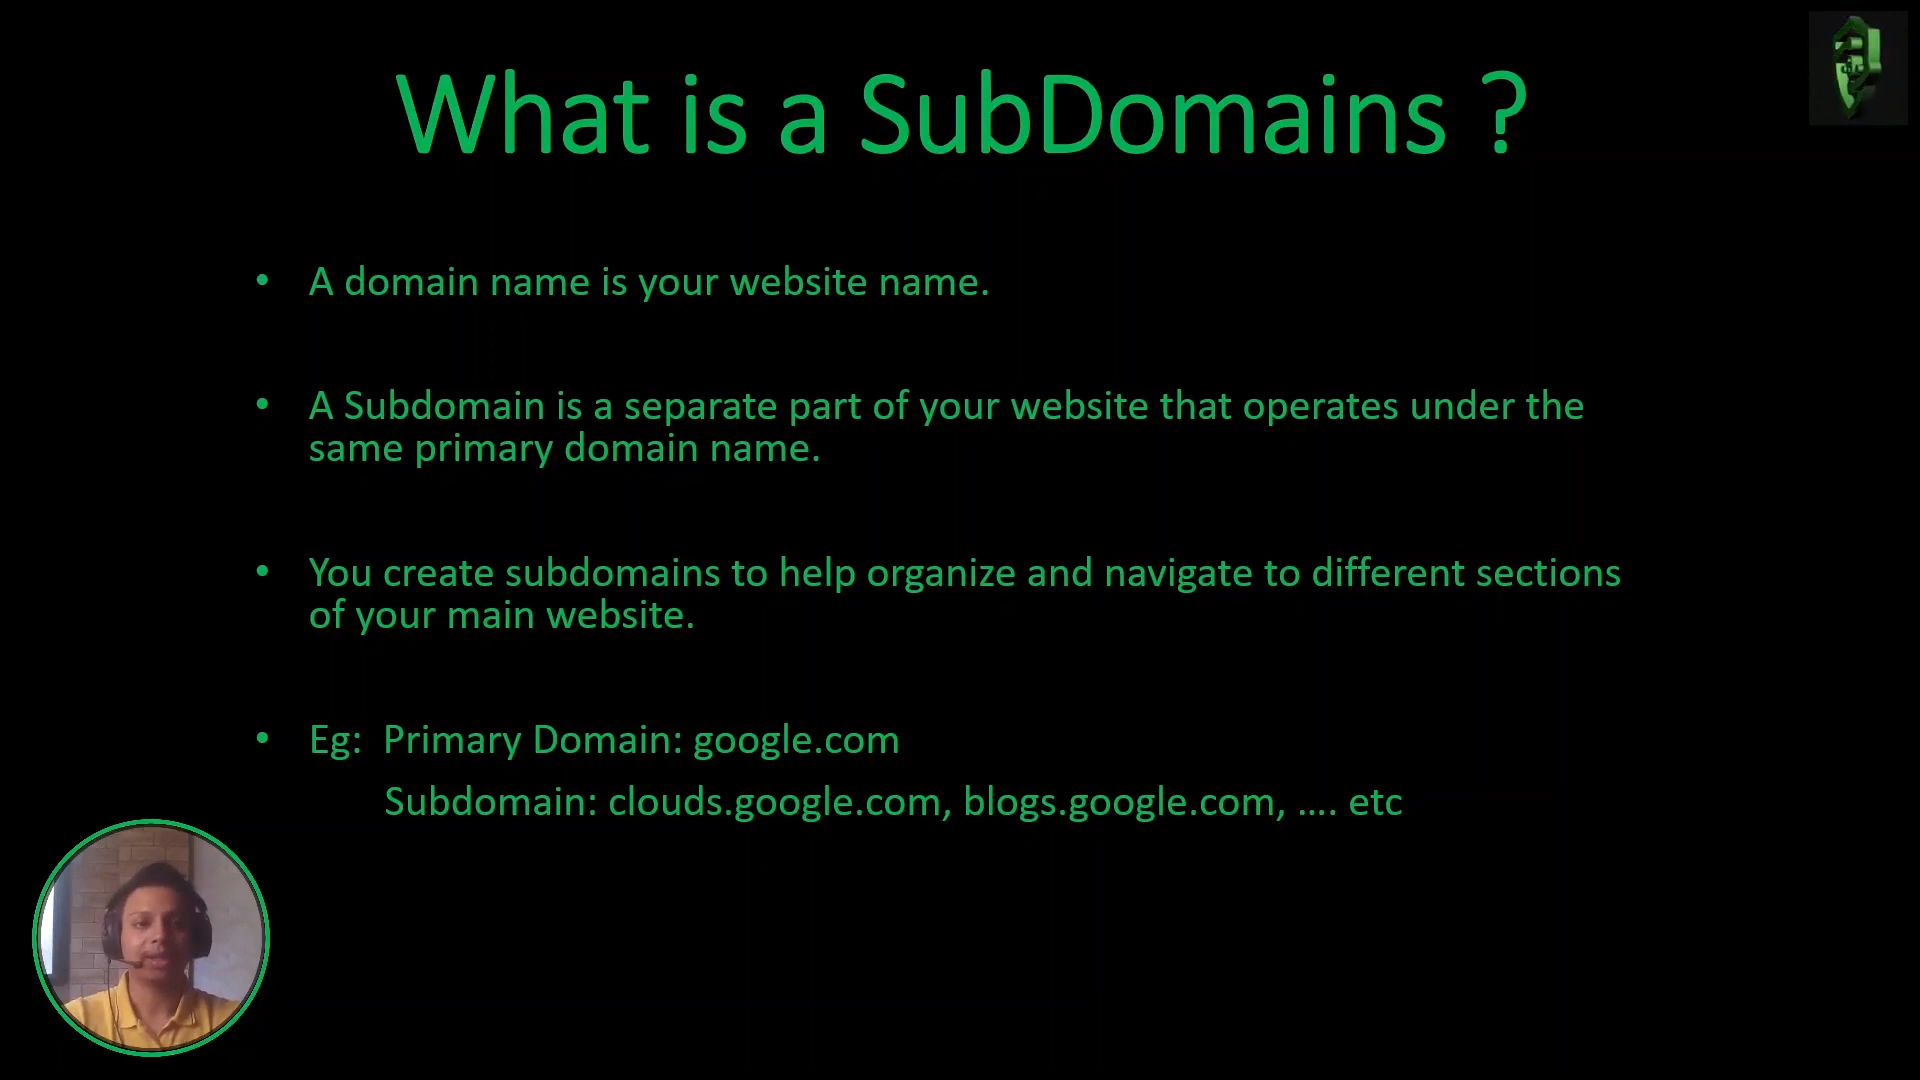 What is a SubDomains ?
• A domain name is your website name.
• A Subdomain is a separate part of your website that operates under the
same primary domain name.
• You create subdomains to help organize and navigate to different sections
of your main website.
• Eg: Primary Domain: google.com
Subdomain: clouds.google.com, blogs.google.com, .... etc